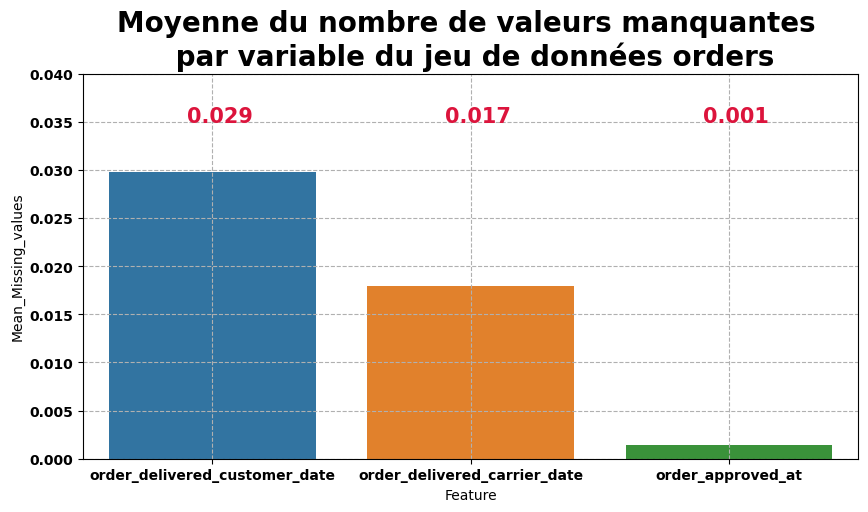 Moyenne du nombre de valeurs manquantes
par variable du jeu de données orders
0.040
0.035
0.030
0.025
0.020
0.015
0.010
0.005
0.000
Mean_Missing_values
0.029
0.017
0.001
order_delivered_customer_date
order_delivered_carrier_date
order_approved_at
Feature